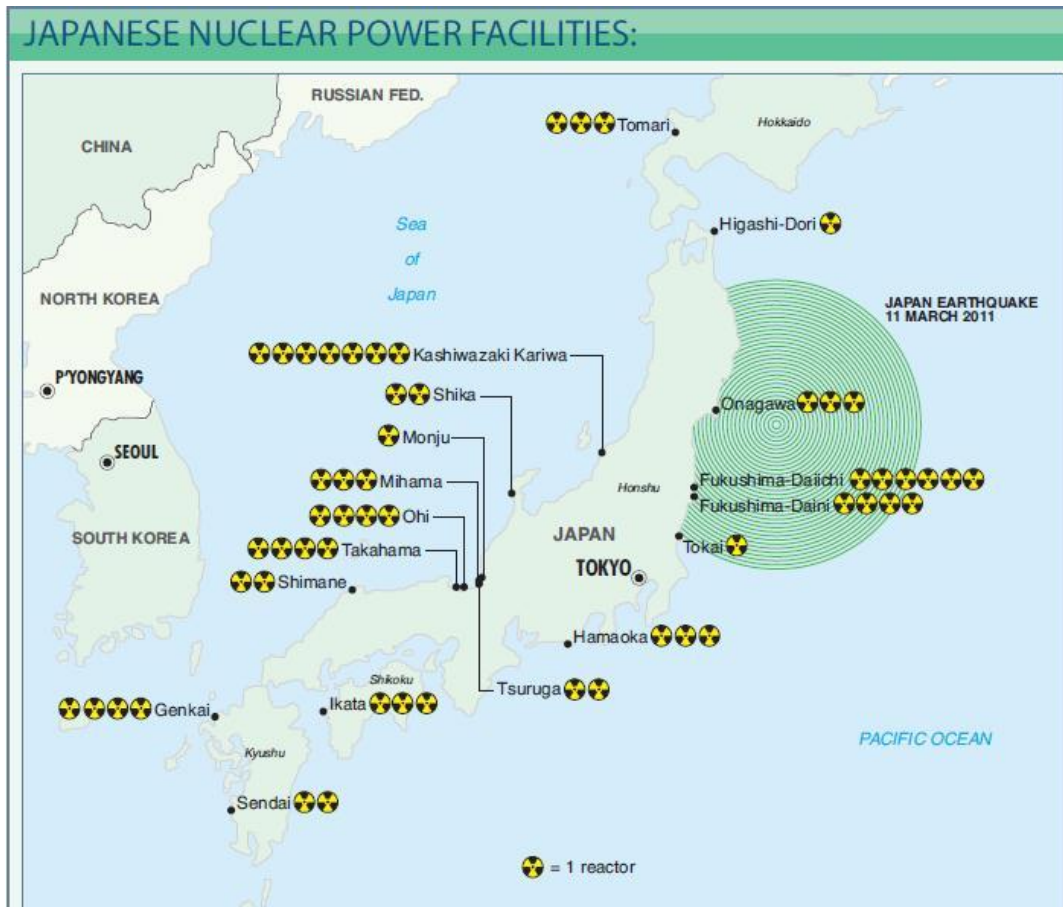 JAPANESE NUCLEAR POWER FACILITIES:
RUSSIAN FED.
CHINA
Tomari
Hokkaido
Sea
of
Japan
Higashi-Dori
NORTH KOREA
JAPAN EARTHQUAKE
11 MARCH 2011
Kashiwazaki Kariwa
P'YONGYANG
Shika
Onagawa
Monju
SEOUL
Mihama
Honshu
Fukushima-Daiichi
Fukushima-Daini
Ohi
SOUTH KOREA
JAPAN
Takahama
Tokai
TOKYO
Shimane
Hamaoka
Shikoku
Tsuruga
Ikata
Genkai
PACIFIC OCEAN
Kyushu
Sendai
= 1 reactor